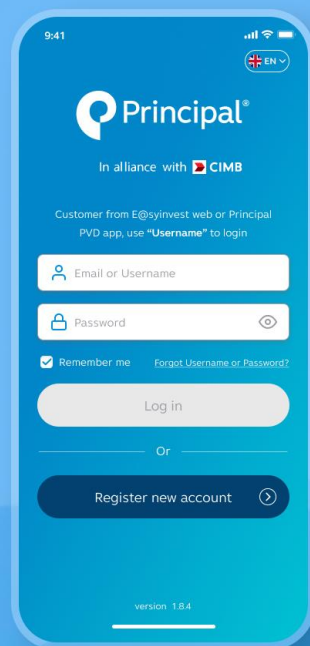 9:41
EN
Principal®
In alliance with CIMB
Customer from E@syinvest web or Principal
PVD app, use “Username” to login
Email or Username
Password
Remember me Forgot Username or Password?
Log in
Or
Register new account
version 1.8.4